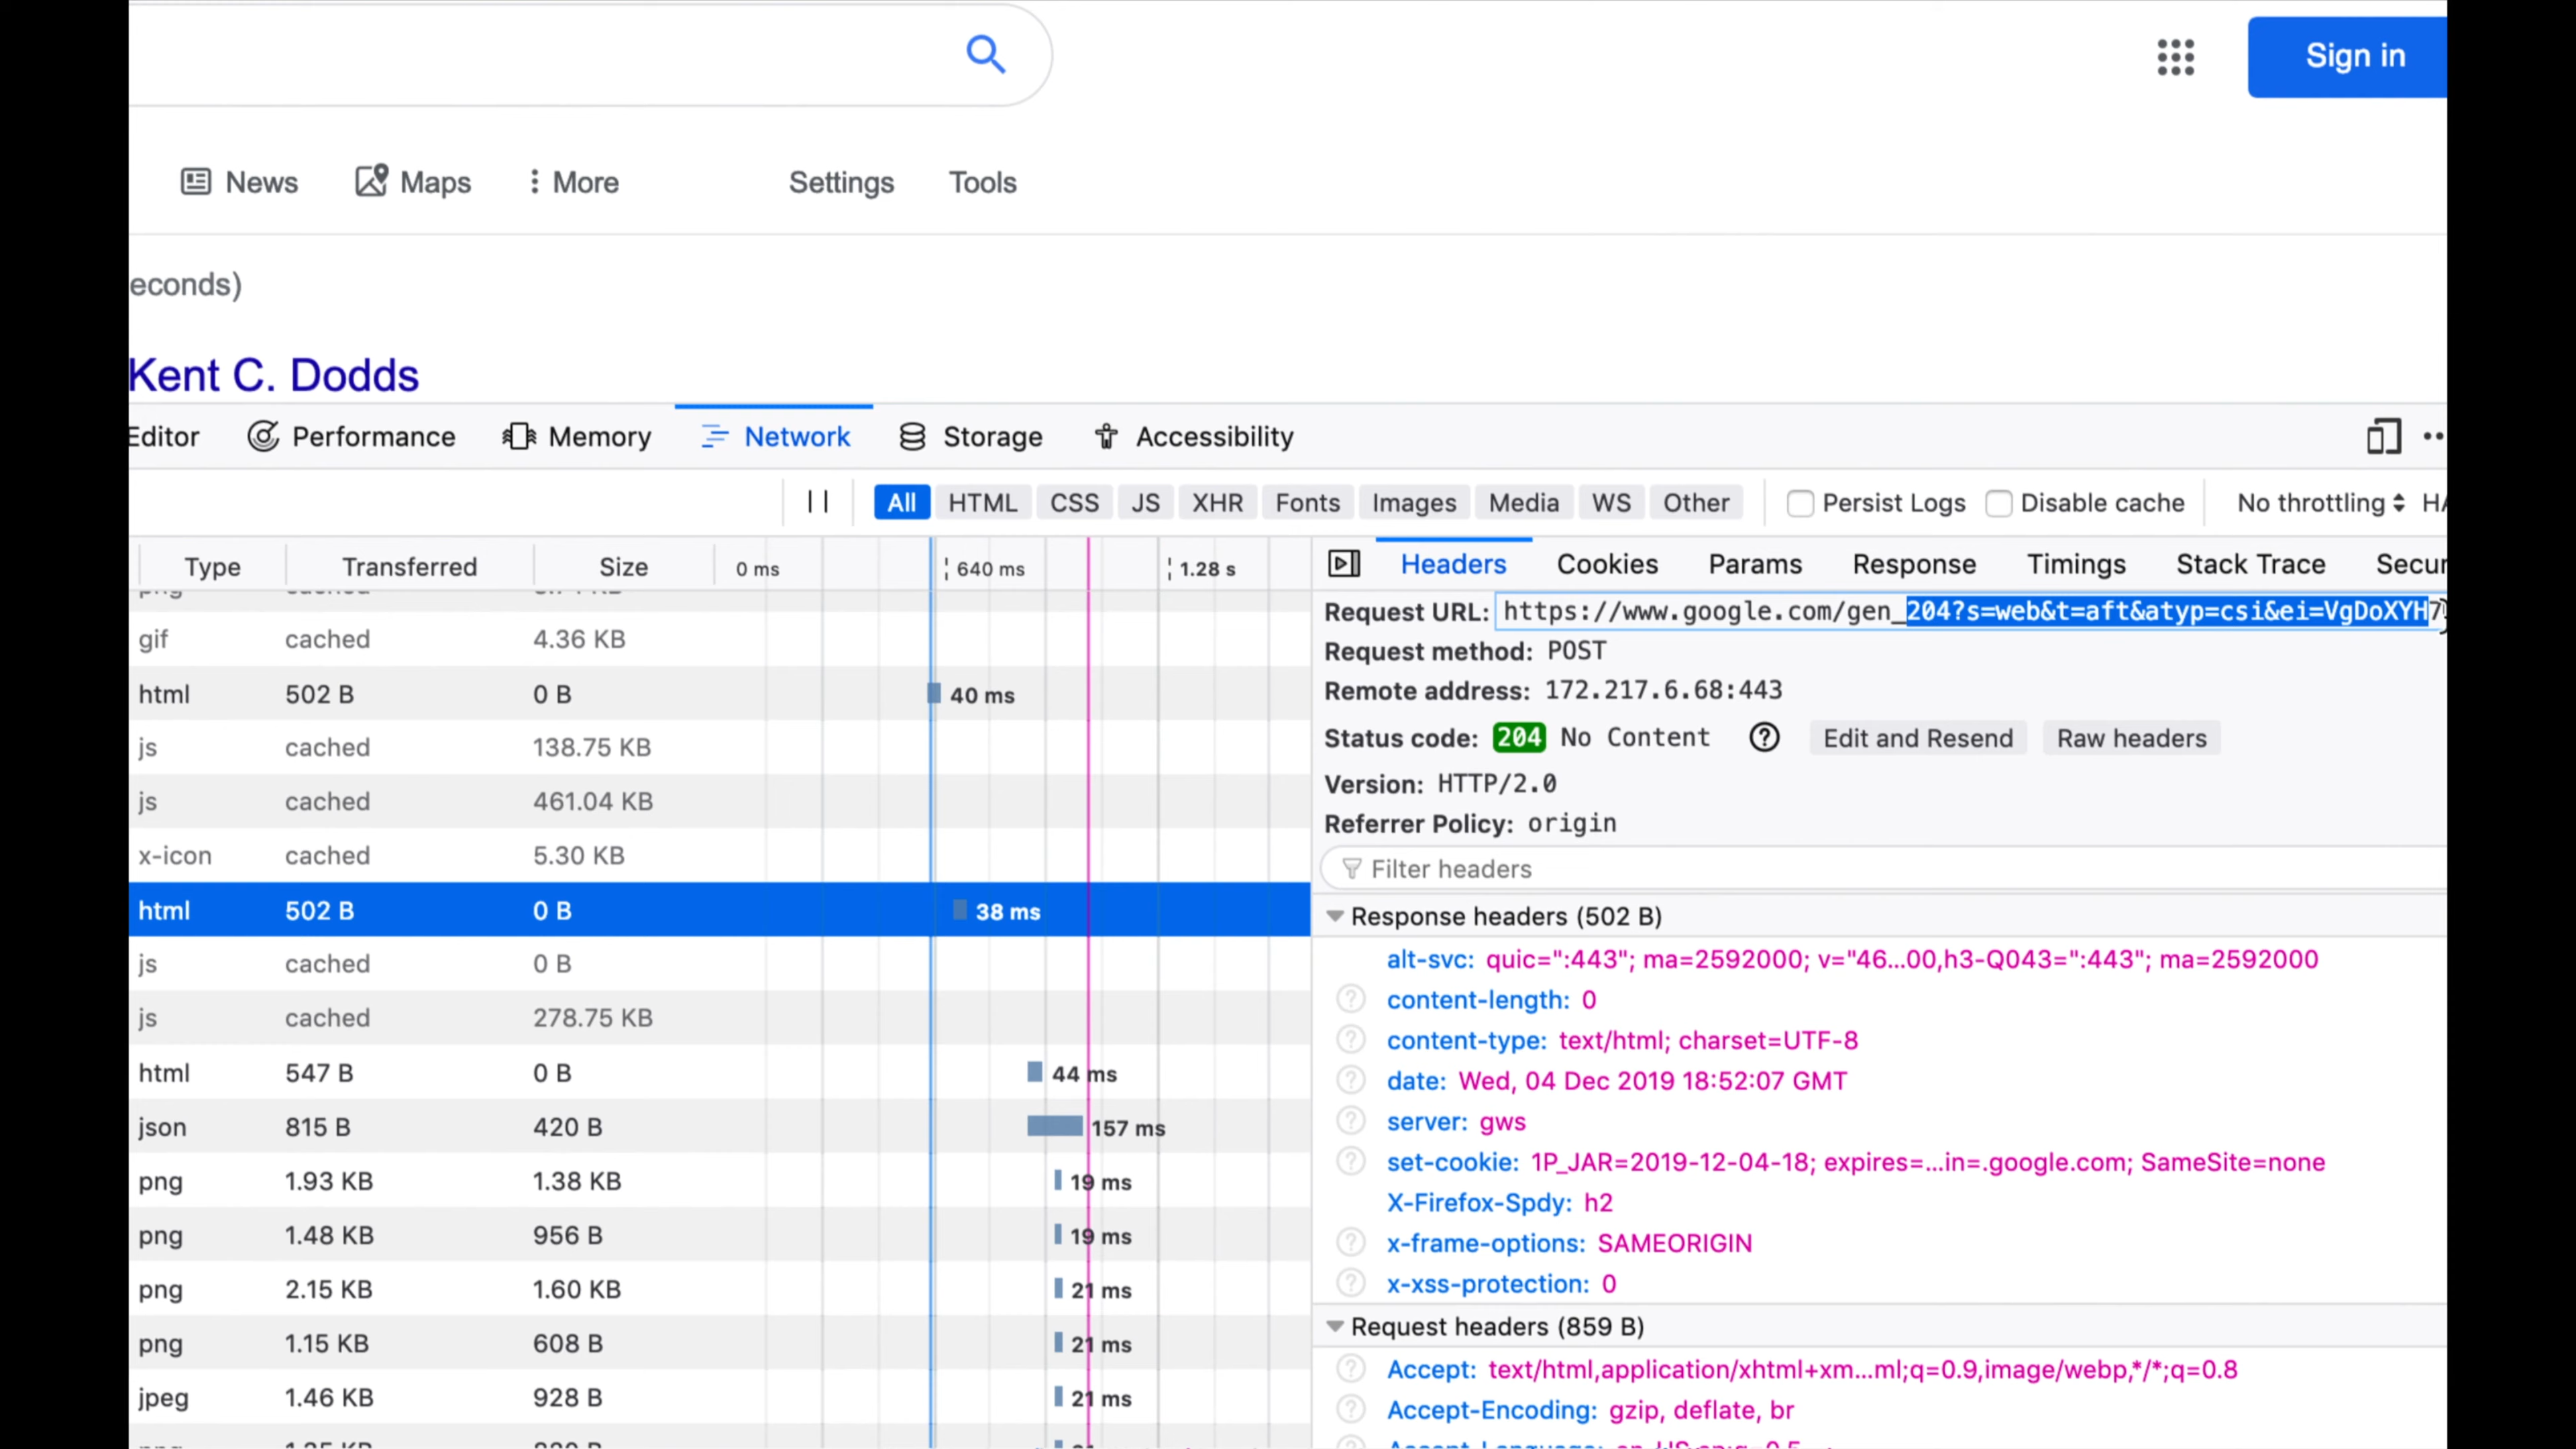 Sign in
News Maps More Settings Tools
econds)
Kent C. Dodds
Editor Performance Memory Network Storage Accessibility
All HTML CSS JS XHR Fonts Images Media WS Other Persist Logs Disable cache No throttling
Type Transferred Size 0 ms 640 ms 1.28 s
gif cached 4.36 KB
html 502 B 0 B 40 ms
js cached 138.75 KB
js cached 461.04 KB
x-icon cached 5.30 KB
html 502 B 0 B 38 ms
js cached 0 B
js cached 278.75 KB
html 547 B 0 B 44 ms
json 815 B 420 B 157 ms
png 1.93 KB 1.38 KB 19 ms
png 1.48 KB 956 B 19 ms
png 2.15 KB 1.60 KB 21 ms
png 1.15 KB 608 B 21 ms
jpeg 1.46 KB 928 B 21 ms
Headers Cookies Params Response Timings Stack Trace Secur
Request URL: https://www.google.com/gen_204?s=web&t=aft&atyp=csi&ei=VgDoXYH7
Request method: POST
Remote address: 172.217.6.68:443
Status code: 204 No Content ? Edit and Resend Raw headers
Version: HTTP/2.0
Referrer Policy: origin
Filter headers
Response headers (502 B)
alt-svc: quic=":443"; ma=2592000; v="46...00,h3-Q043=":443"; ma=2592000
? content-length: 0
? content-type: text/html; charset=UTF-8
? date: Wed, 04 Dec 2019 18:52:07 GMT
? server: gws
? set-cookie: 1P_JAR=2019-12-04-18; expires=...in=.google.com; SameSite=none
X-Firefox-Spdy: h2
? x-frame-options: SAMEORIGIN
? x-xss-protection: 0
Request headers (859 B)
? Accept: text/html,application/xhtml+xm...ml;q=0.9,image/webp,*/*;q=0.8
? Accept-Encoding: gzip, deflate, br